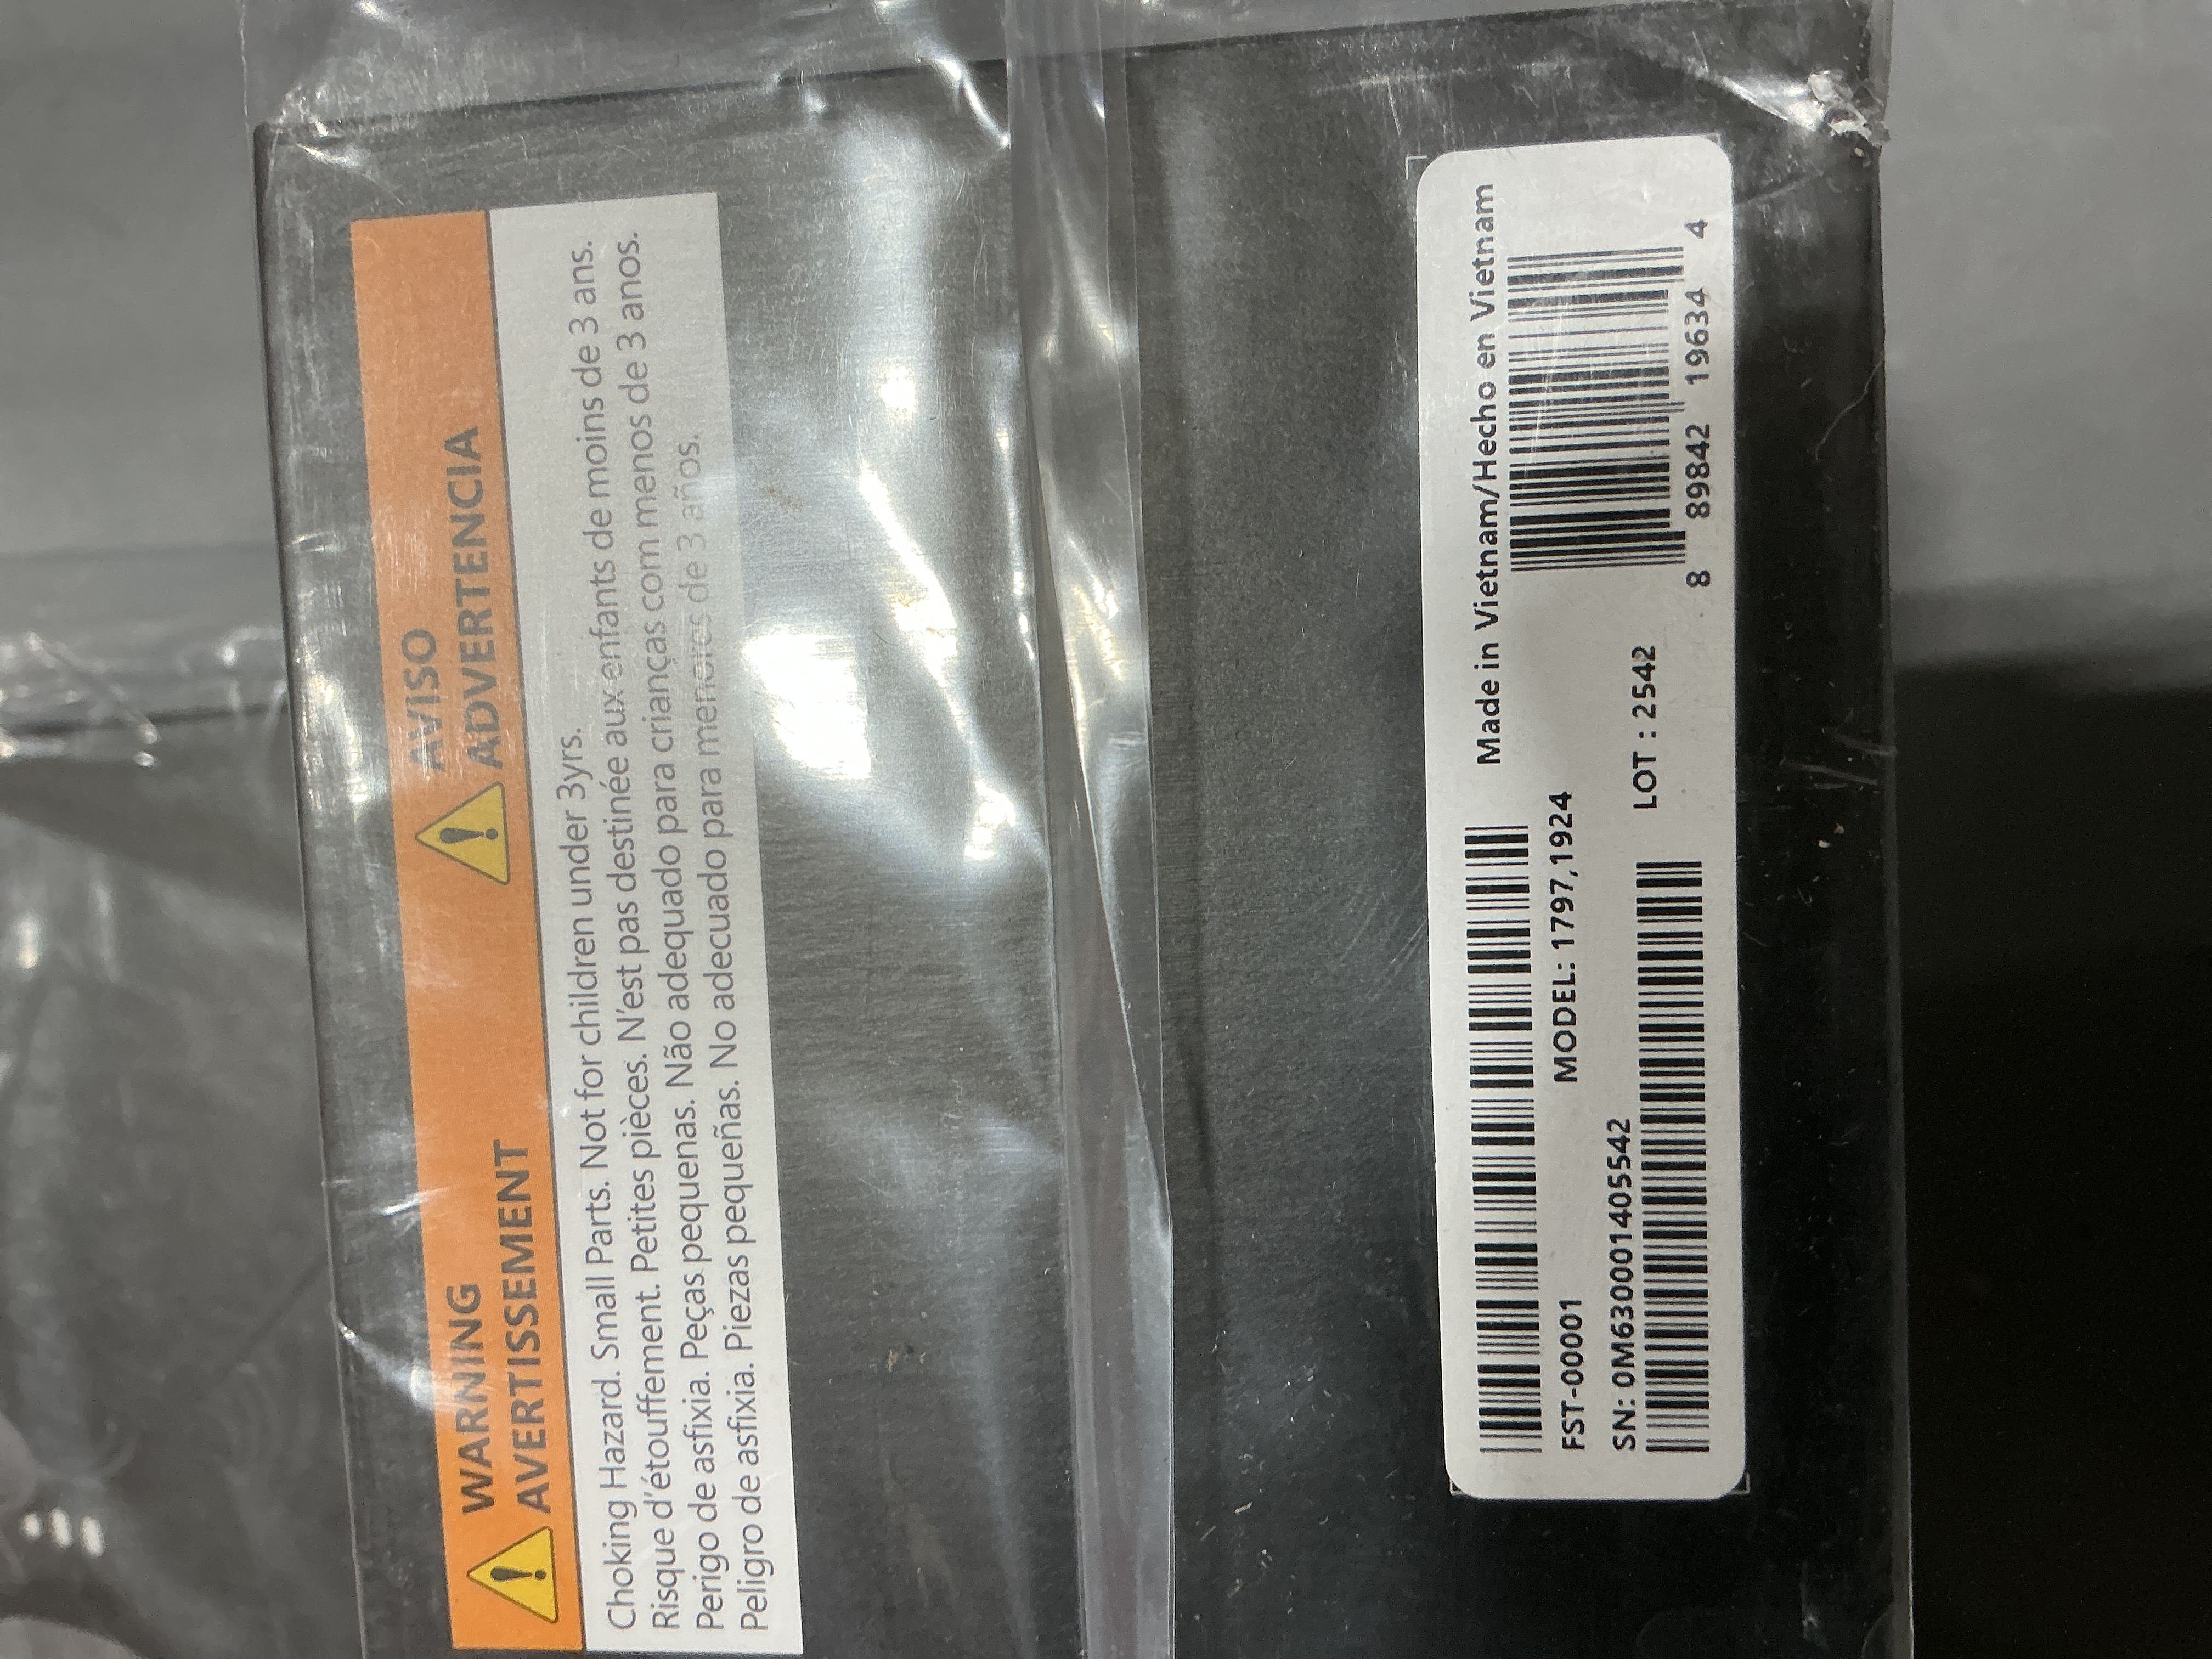 WARNING
AVERTISSEMENT
AVISO
ADVERTENCIA
Choking Hazard. Small Parts. Not for children under 3yrs.
Risque d'étouffement. Petites pièces. N'est pas destinée aux enfants de moins de 3 ans.
Perigo de asfixia. Peças pequenas. Não adequado para crianças com menos de 3 anos.
Peligro de asfixia. Piezas pequeñas. No adecuado para menores de 3 años.
Made in Vietnam/Hecho en Vietnam
FST-00001 MODEL: 1797,1924
SN: 0M630001405542
LOT : 2542
8 89842 19634 4